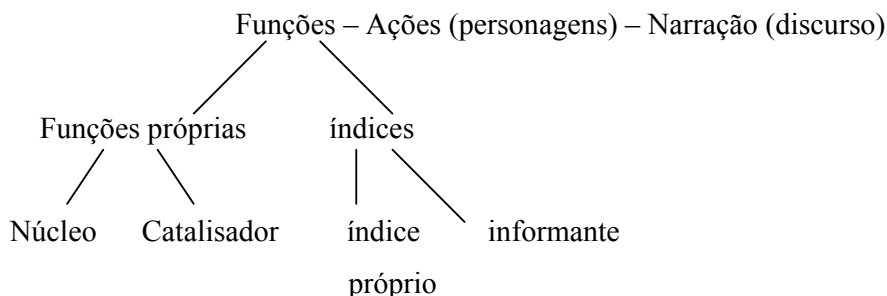 Funções – Ações (personagens) – Narração (discurso)
Funções próprias índices
Núcleo Catalisador índice informante
próprio